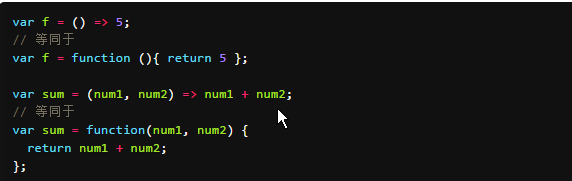 var f = () => 5;
// 等同于
var f = function (){ return 5 };
var sum = (num1, num2) => num1 + num2;
// 等同于
var sum = function(num1, num2) {
return num1 + num2;
};